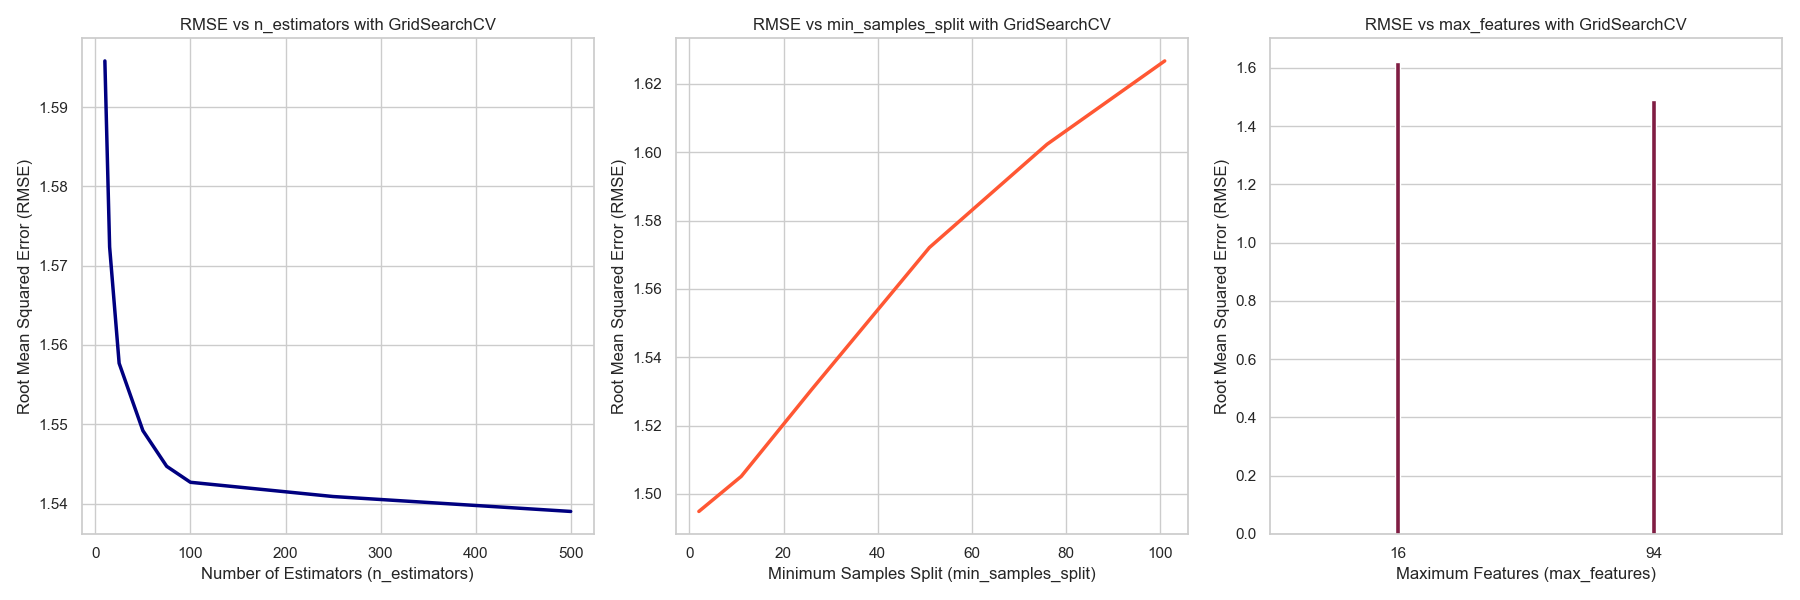 RMSE vs n_estimators with GridSearchCV
Root Mean Squared Error (RMSE)
1.59
1.58
1.57
1.56
1.55
1.54
0 100 200 300 400 500
Number of Estimators (n_estimators)
RMSE vs min_samples_split with GridSearchCV
Root Mean Squared Error (RMSE)
1.62
1.60
1.58
1.56
1.54
1.52
1.50
0 20 40 60 80 100
Minimum Samples Split (min_samples_split)
RMSE vs max_features with GridSearchCV
Root Mean Squared Error (RMSE)
1.6
1.4
1.2
1.0
0.8
0.6
0.4
0.2
0.0
16 94
Maximum Features (max_features)